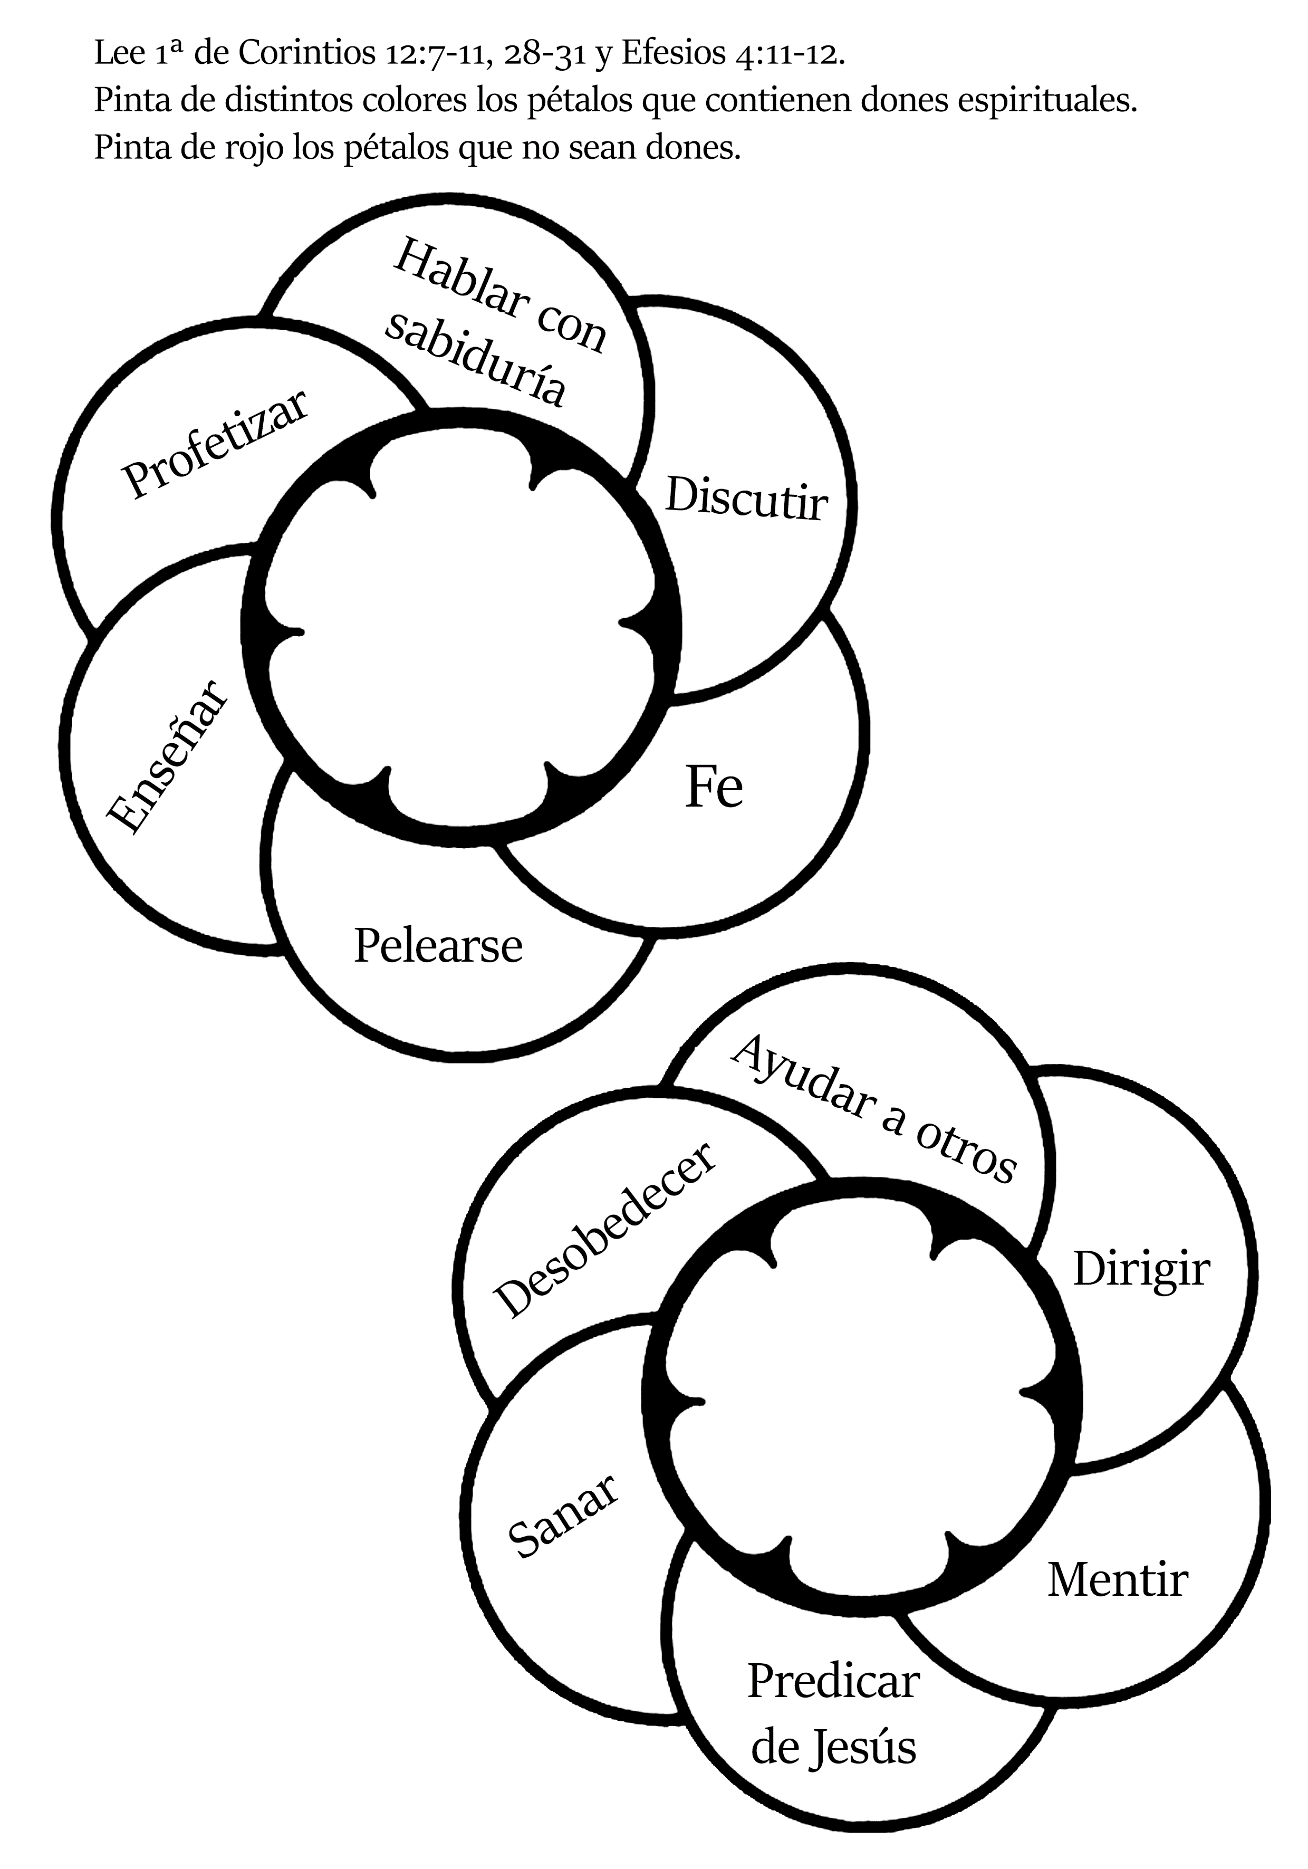 Lee 1ª de Corintios 12:7-11, 28-31 y Efesios 4:11-12.
Pinta de distintos colores los pétalos que contienen dones espirituales.
Pinta de rojo los pétalos que no sean dones.
Hablar con
sabiduría
Profetizar
Discutir
Enseñar
Fe
Pelearse
Ayudar a otros
Desobedecer
Dirigir
Sanar
Mentir
Predicar
de Jesús